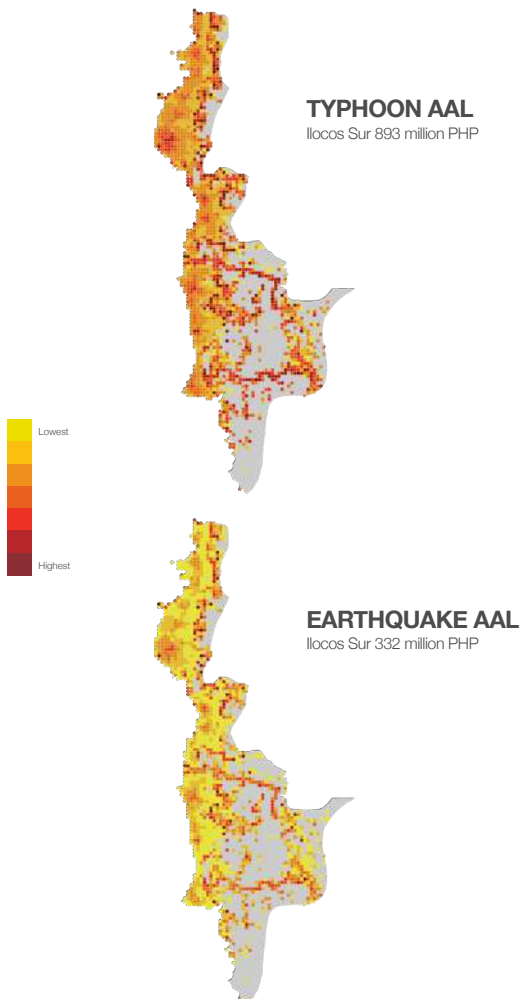 TYPHOON AAL
Ilocos Sur 893 million PHP
Lowest
Highest
EARTHQUAKE AAL
Ilocos Sur 332 million PHP